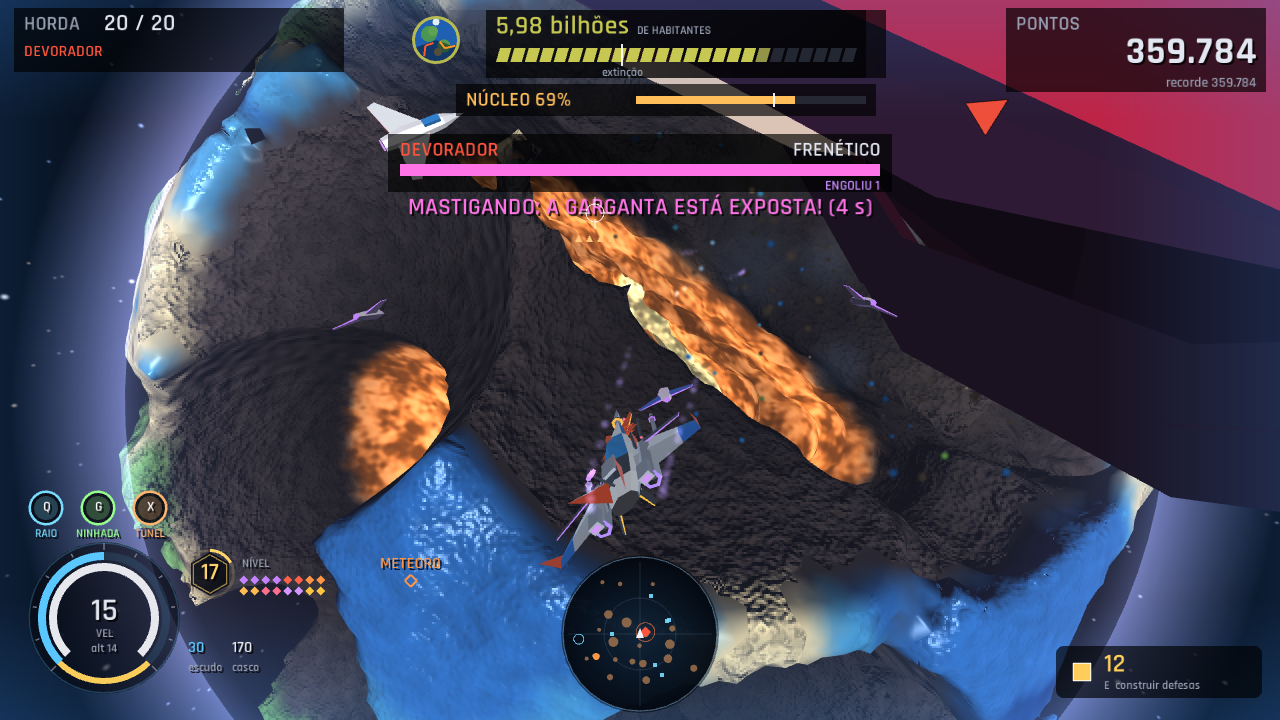 HORDA 20 / 20
DEVORADOR
5,98 bilhões DE HABITANTES
extinção
NÚCLEO 69%
PONTOS
359.784
recorde 359.784
DEVORADOR FRENÉTICO
ENGOLIU 1
MASTIGANDO: A GARGANTA ESTÁ EXPOSTA! (4 s)
Q G X
RAIO NINHADA TÚNEL
METEORO
17 NÍVEL
15
VEL
alt 14
30 170
escudo casco
12
E construir defesas